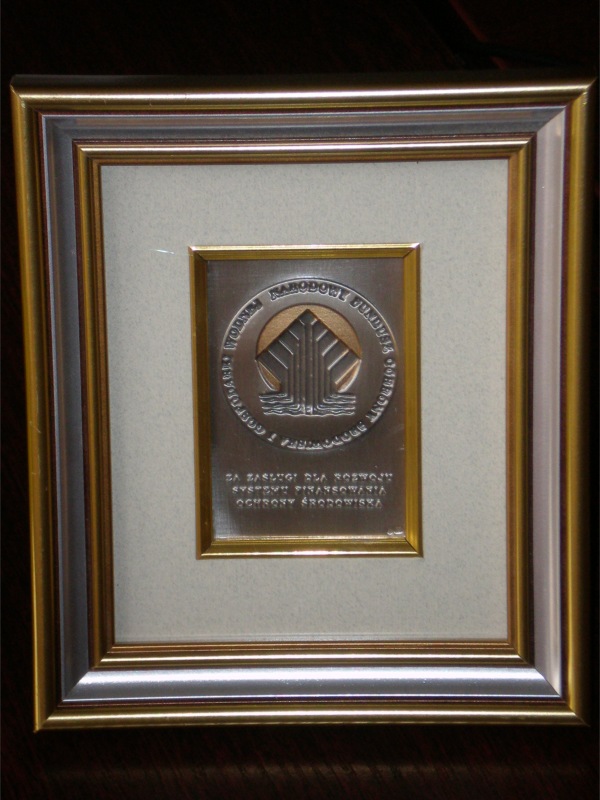 NARODOWY FUNDUSZ OCHRONY ŚRODOWISKA I GOSPODARKI WODNEJ
ZA ZASŁUGI DLA ROZWOJU
SYSTEMU FINANSOWANIA
OCHRONY ŚRODOWISKA